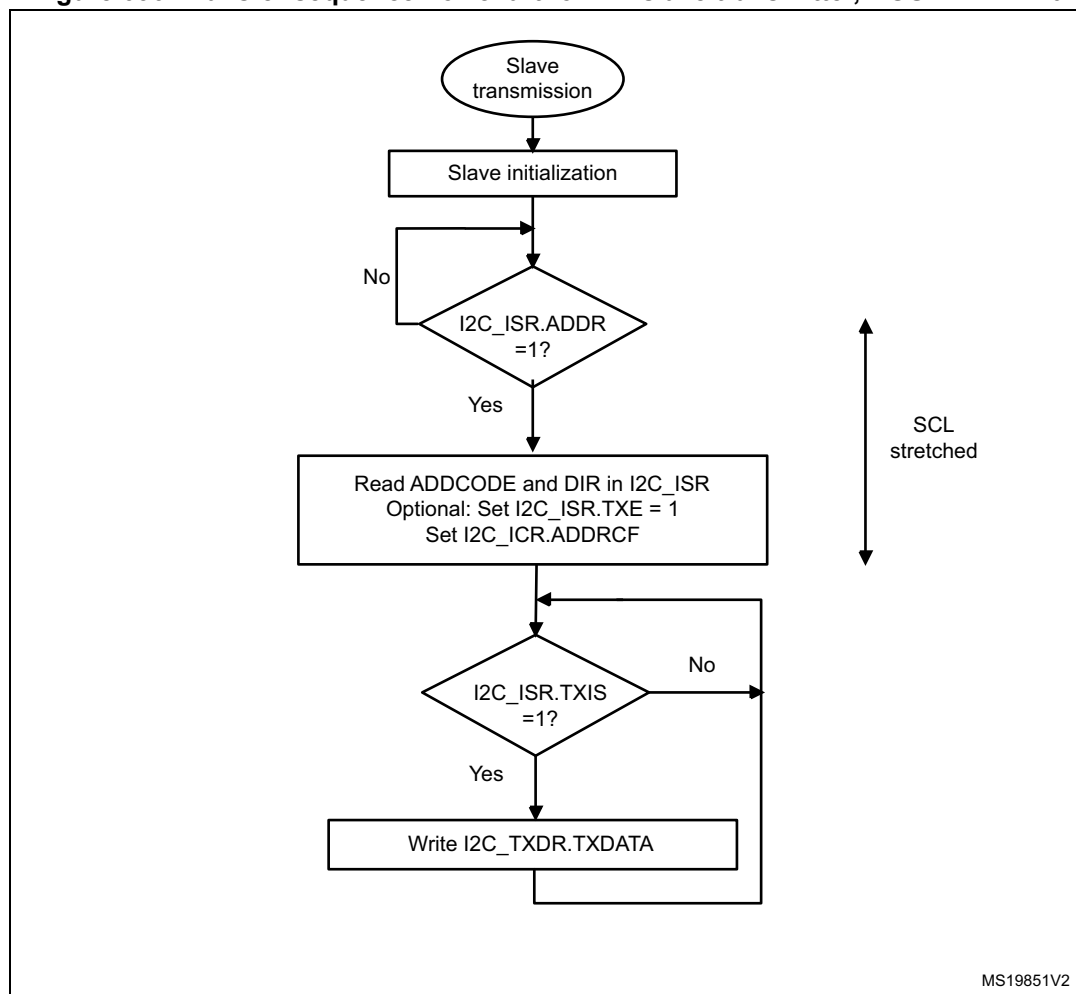 Slave
transmission
Slave initialization
No
I2C_ISR.ADDR
=1?
Yes
SCL
stretched
Read ADDCODE and DIR in I2C_ISR
Optional: Set I2C_ISR.TXE = 1
Set I2C_ICR.ADDRCF
No
I2C_ISR.TXIS
=1?
Yes
Write I2C_TXDR.TXDATA
MS19851V2